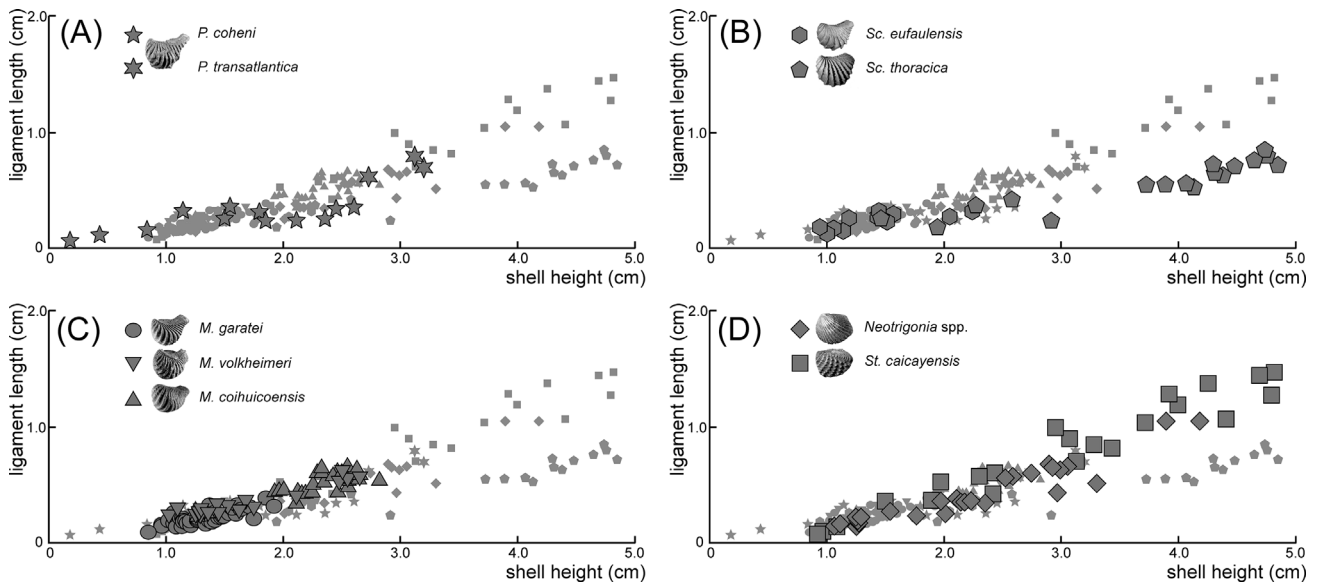 (A)
P. coheni
P. transatlantica
ligament length (cm)
2.0
1.0
0
0 1.0 2.0 3.0 4.0 5.0
shell height (cm)
(B)
Sc. eufaulensis
Sc. thoracica
ligament length (cm)
2.0
1.0
0
0 1.0 2.0 3.0 4.0 5.0
shell height (cm)
(C)
M. garatei
M. volkheimeri
M. coihuicoensis
ligament length (cm)
2.0
1.0
0
0 1.0 2.0 3.0 4.0 5.0
shell height (cm)
(D)
Neotrigonia spp.
St. caicayensis
ligament length (cm)
2.0
1.0
0
0 1.0 2.0 3.0 4.0 5.0
shell height (cm)